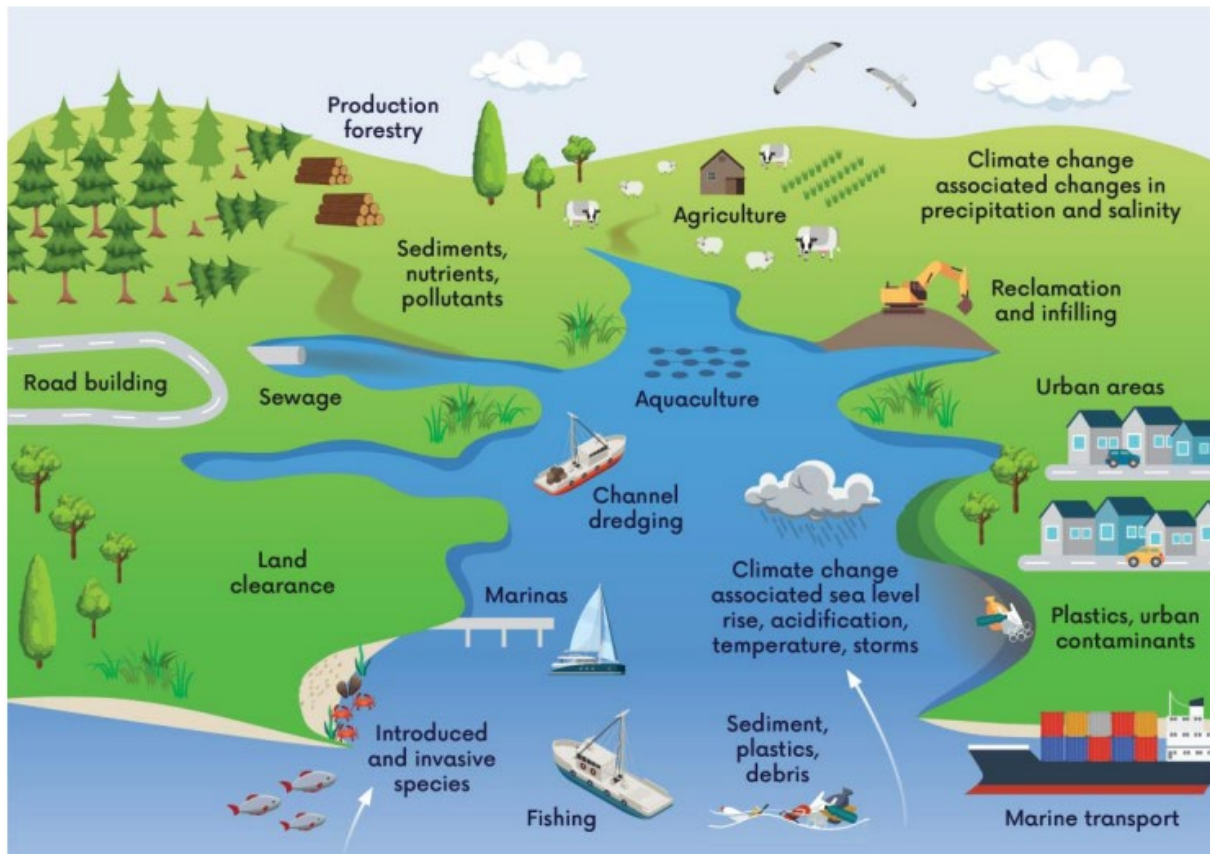 Production
forestry
Climate change
associated changes in
precipitation and salinity
Agriculture
Sediments,
nutrients,
pollutants
Reclamation
and infilling
Road building
Sewage
Aquaculture
Urban areas
Channel
dredging
Land
clearance
Marinas
Climate change
associated sea level
rise, acidification,
temperature, storms
Plastics, urban
contaminants
Introduced
and invasive
species
Fishing
Sediment,
plastics,
debris
Marine transport